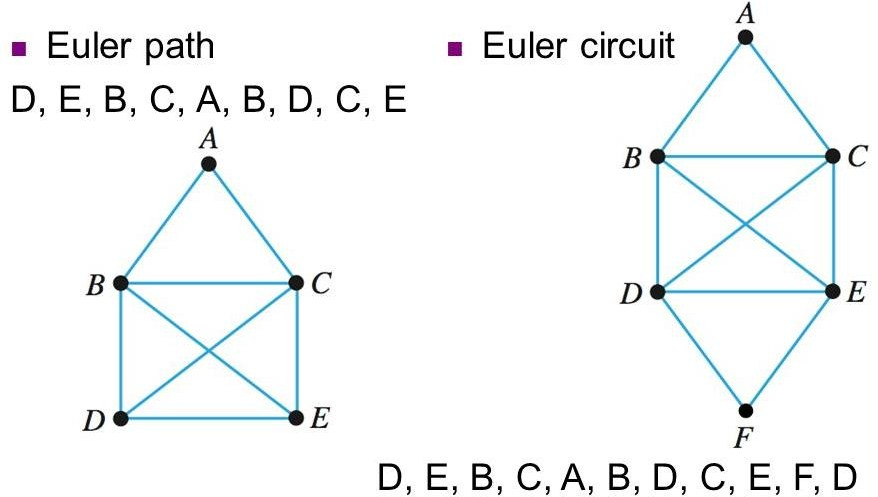 Euler path
D, E, B, C, A, B, D, C, E
A
B
C
D
E
Euler circuit
A
B
C
D
E
F
D, E, B, C, A, B, D, C, E, F, D